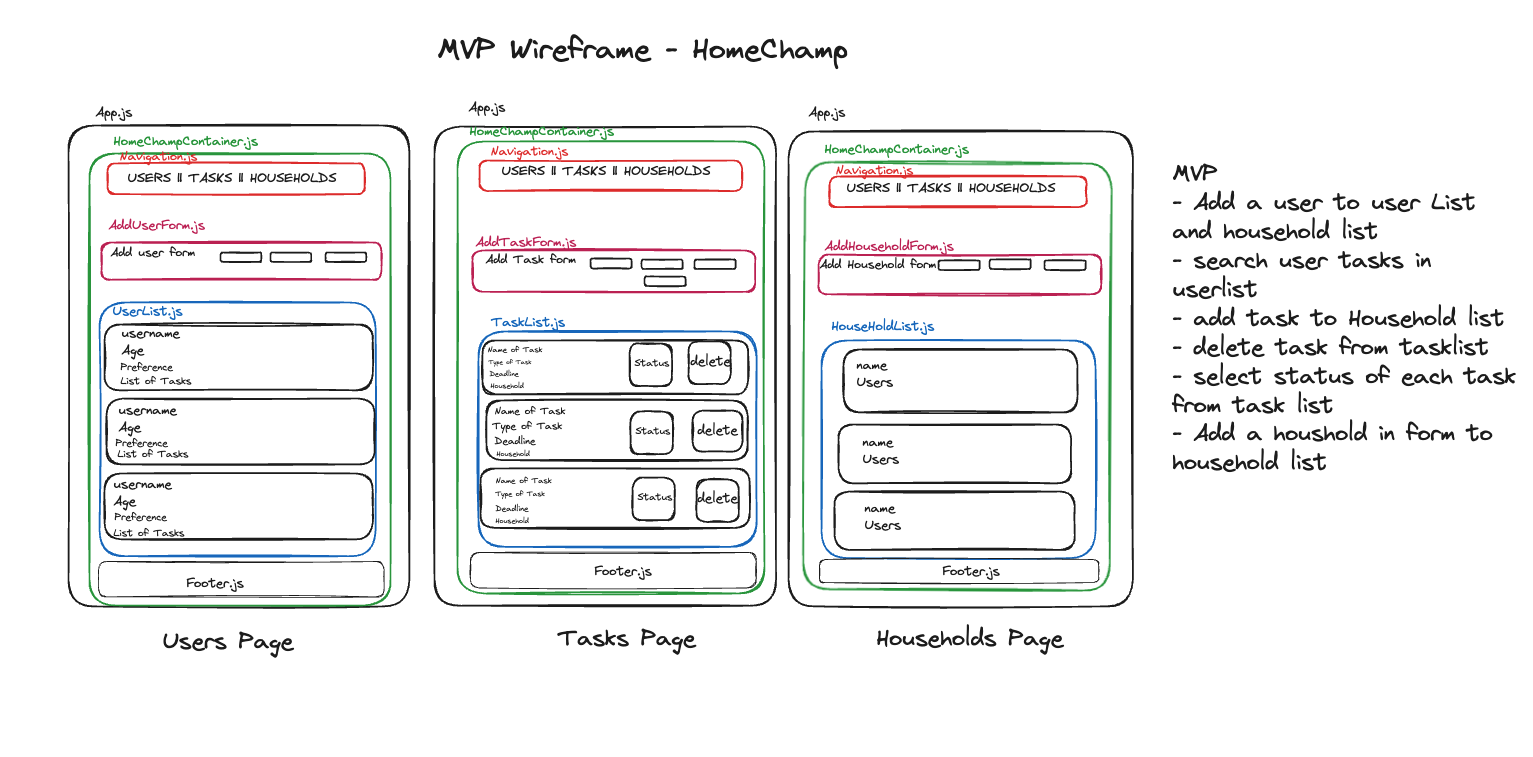 MVP Wireframe - HomeChamp
App.js
HomeChampContainer.js
Navigation.js
USERS || TASKS || HOUSEHOLDS
AddUserForm.js
Add user form
UserList.js
username
Age
Preference
List of Tasks
username
Age
Preference
List of Tasks
username
Age
Preference
List of Tasks
Footer.js
Users Page
App.js
HomeChampContainer.js
Navigation.js
USERS || TASKS || HOUSEHOLDS
AddTaskForm.js
Add Task form
TaskList.js
Name of Task
Type of Task
Deadline
Household
Status
delete
Name of Task
Type of Task
Deadline
Household
Status
delete
Name of Task
Type of Task
Deadline
Household
Status
delete
Footer.js
Tasks Page
App.js
HomeChampContainer.js
Navigation.js
USERS || TASKS || HOUSEHOLDS
AddHouseholdForm.js
Add Household form
HouseHoldList.js
name
Users
name
Users
name
Users
Footer.js
Households Page
MVP
- Add a user to user List
and household list
- search user tasks in
userlist
- add task to Household list
- delete task from tasklist
- select status of each task
from task list
- Add a houshold in form to
household list